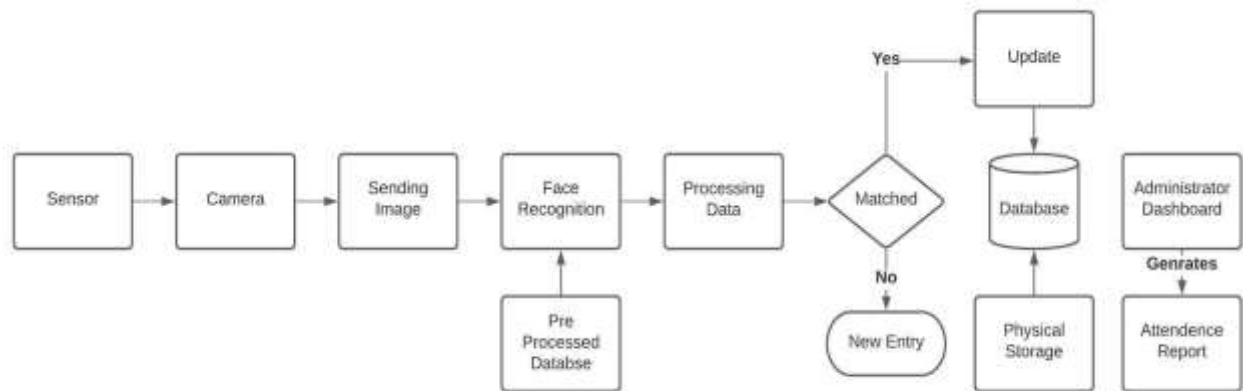 Yes
Update
Sensor
Camera
Sending
Image
Face
Recognition
Processing
Data
Matched
Database
Administrator
Dashboard
Genrates
No
Pre
Processed
Databse
New Entry
Physical
Storage
Attendence
Report